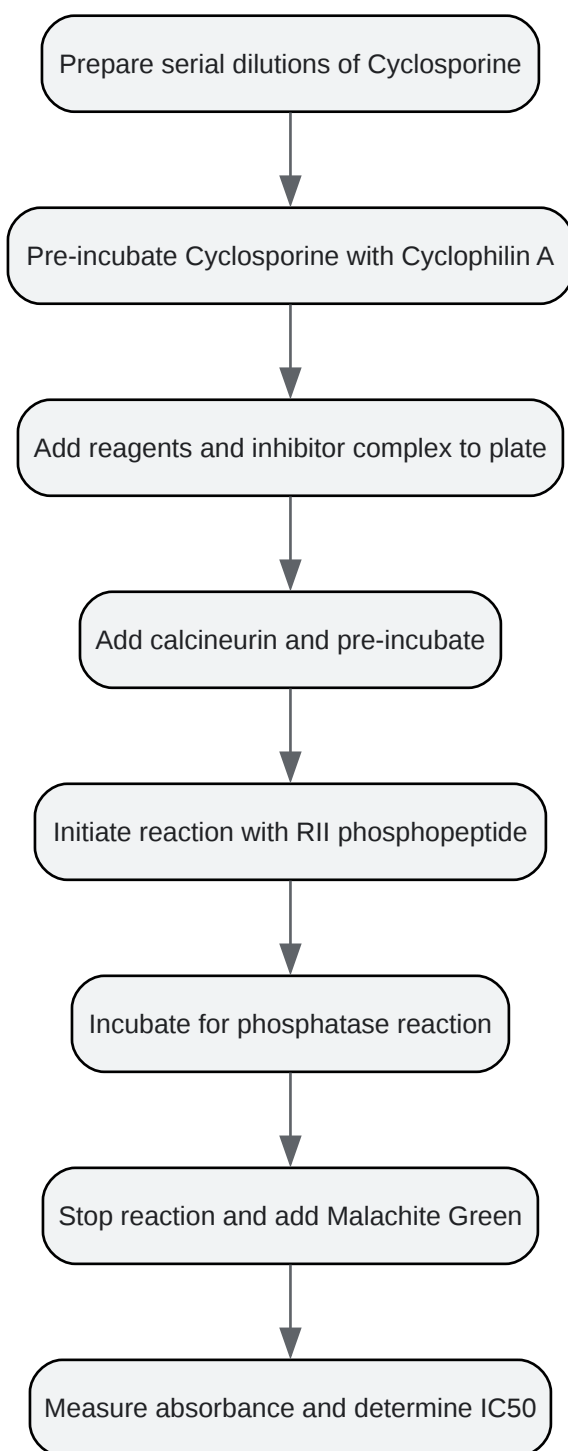 Prepare serial dilutions of Cyclosporine
Pre-incubate Cyclosporine with Cyclophilin A
Add reagents and inhibitor complex to plate
Add calcineurin and pre-incubate
Initiate reaction with RII phosphopeptide
Incubate for phosphatase reaction
Stop reaction and add Malachite Green
Measure absorbance and determine IC50